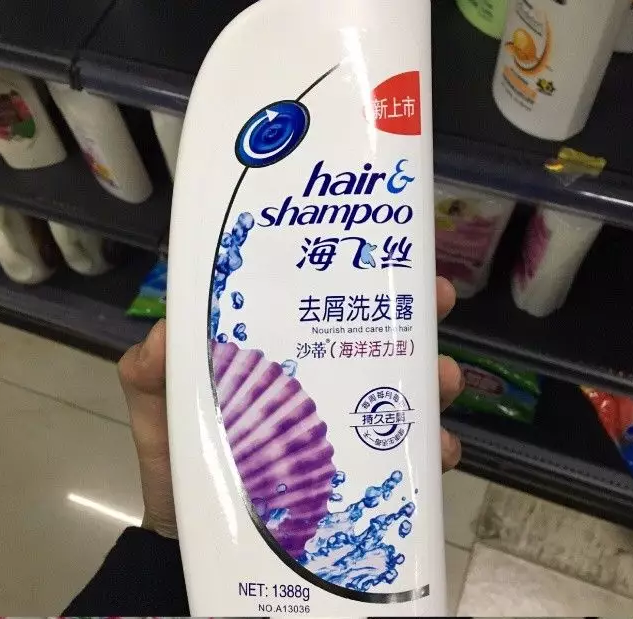 新上市
hair&
shampoo
海飞丝
去屑洗发露
Nourish and care the hair
沙蒂®(海洋活力型)
持久去屑
NET: 1388g
NO.A13036